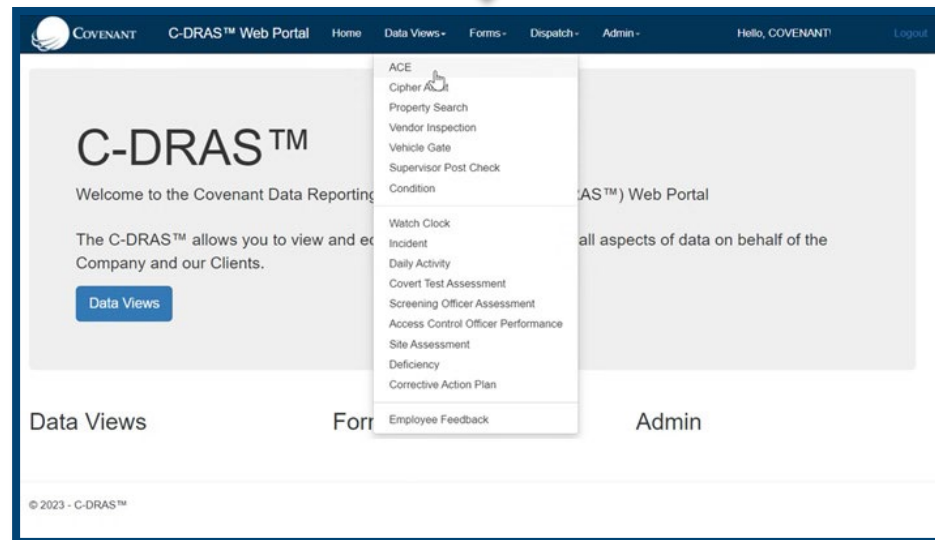 COVENANT C-DRAS™ Web Portal Home Data Views Forms Dispatch Admin Hello, COVENANT! Logout
ACE
Cipher
Property Search
Vendor Inspection
Vehicle Gate
Supervisor Post Check
Condition
Watch Clock
Incident
Daily Activity
Covert Test Assessment
Screening Officer Assessment
Access Control Officer Performance
Site Assessment
Deficiency
Corrective Action Plan
Employee Feedback
C-DRAS™
Welcome to the Covenant Data Reporting AS™) Web Portal
The C-DRAS™ allows you to view and all aspects of data on behalf of the
Company and our Clients.
Data Views
Data Views Admin
© 2023 - C-DRAS™